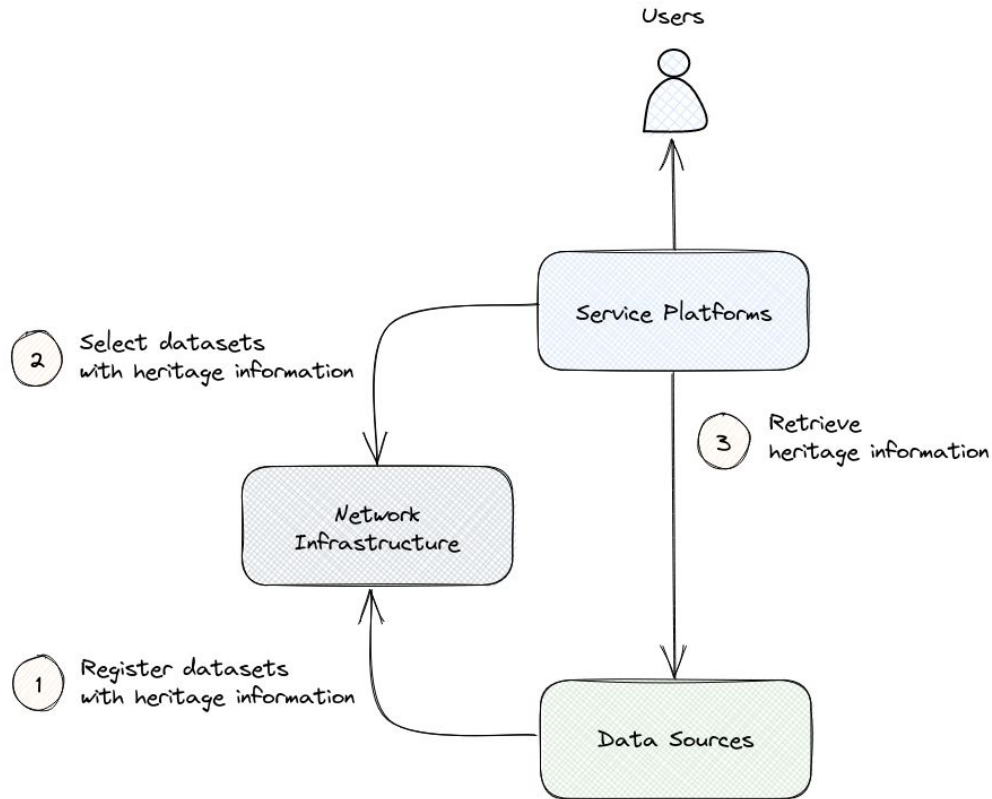 Users
Service Platforms
2
Select datasets
with heritage information
3
Retrieve
heritage information
Network
Infrastructure
1
Register datasets
with heritage information
Data Sources